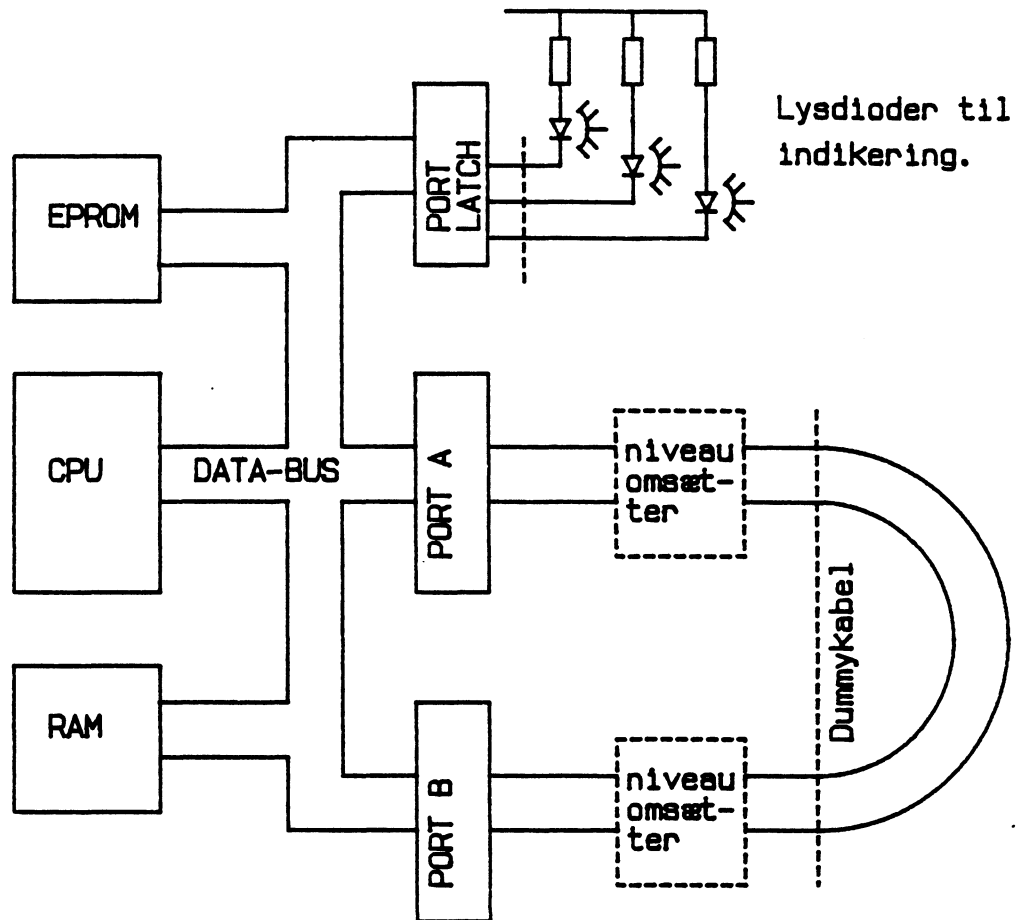 Lysdioder til
indikering.
EPROM
PORT
LATCH
CPU
DATA-BUS
PORT A
niveau
omsæt-
ter
Dummykabel
RAM
PORT B
niveau
omsæt-
ter